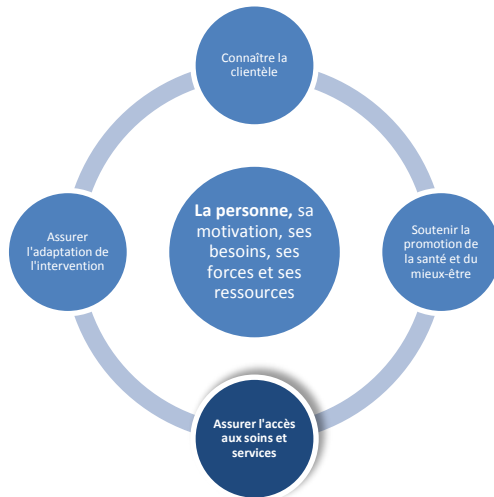 Connaître la
clientèle
La personne, sa
motivation, ses
besoins, ses
forces et ses
ressources
Assurer
l'adaptation de
l'intervention
Soutenir la
promotion de
la santé et du
mieux-être
Assurer l'accès
aux soins et
services